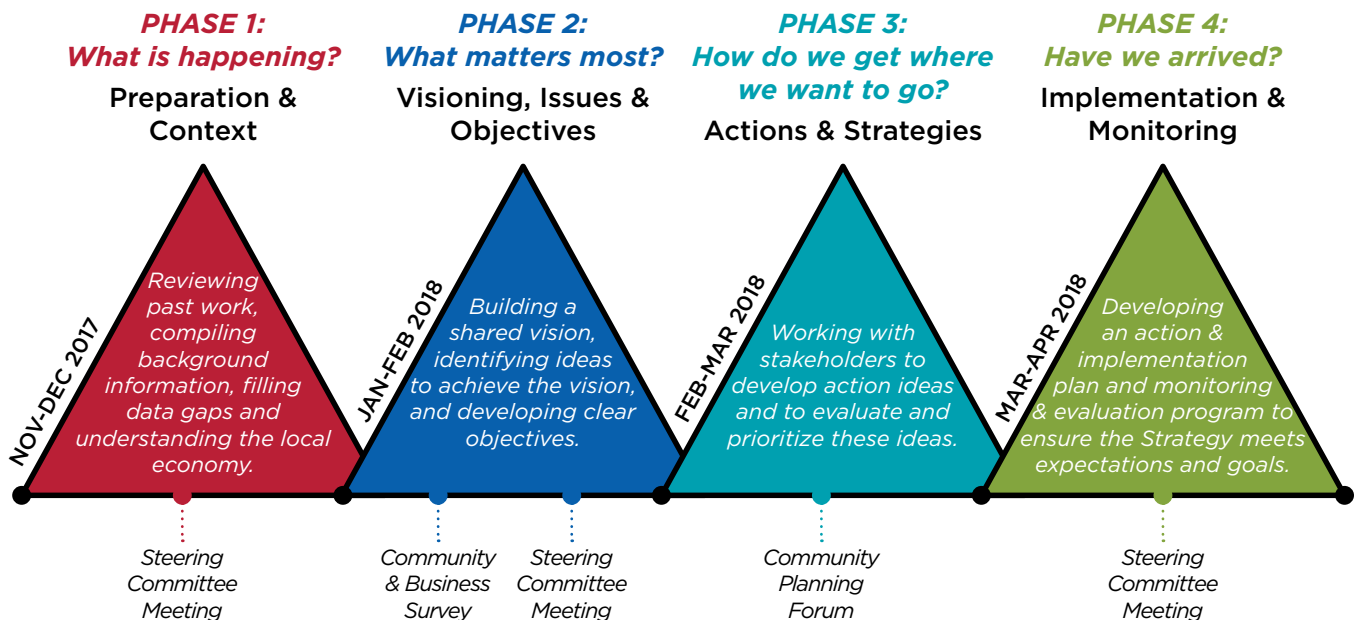 PHASE 1:
What is happening?
Preparation &
Context
NOV-DEC 2017
Reviewing
past work,
compiling
background
information, filling
data gaps and
understanding the local
economy.
Steering
Committee
Meeting
PHASE 2:
What matters most?
Visioning, Issues &
Objectives
JAN-FEB 2018
Building a
shared vision,
identifying ideas
to achieve the vision,
and developing clear
objectives.
Community
& Business
Survey
Steering
Committee
Meeting
PHASE 3:
How do we get where
we want to go?
Actions & Strategies
FEB-MAR 2018
Working with
stakeholders to
develop action ideas
and to evaluate and
prioritize these ideas.
Community
Planning
Forum
PHASE 4:
Have we arrived?
Implementation &
Monitoring
MAR-APR 2018
Developing
an action &
implementation
plan and monitoring
& evaluation program to
ensure the Strategy meets
expectations and goals.
Steering
Committee
Meeting